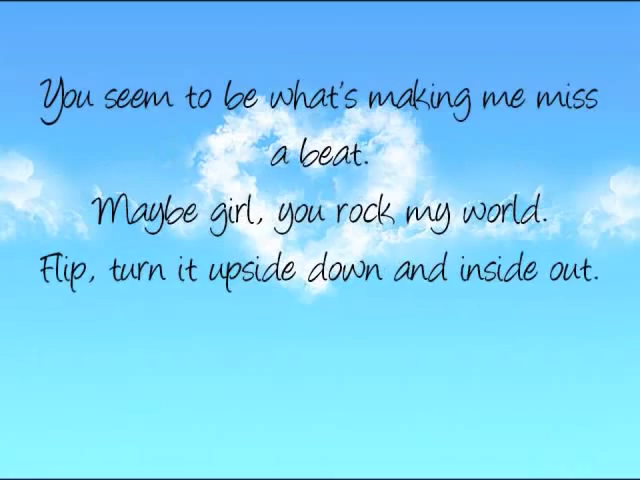 You seem to be what's making me miss
a beat.
Maybe girl, you rock my world.
Flip, turn it upside down and inside out.